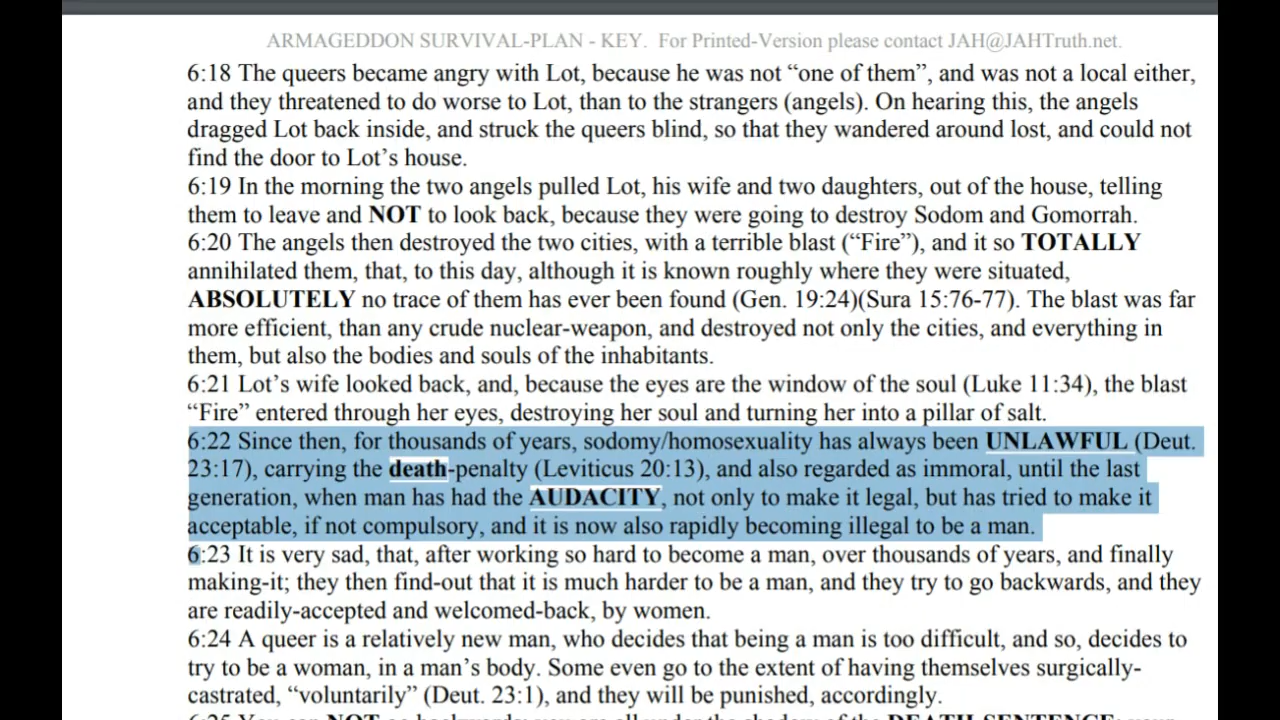 ARMAGEDDON SURVIVAL-PLAN - KEY. For Printed-Version please contact JAH@JAHTruth.net.
6:18 The queers became angry with Lot, because he was not “one of them”, and was not a local either,
and they threatened to do worse to Lot, than to the strangers (angels). On hearing this, the angels
dragged Lot back inside, and struck the queers blind, so that they wandered around lost, and could not
find the door to Lot’s house.
6:19 In the morning the two angels pulled Lot, his wife and two daughters, out of the house, telling
them to leave and NOT to look back, because they were going to destroy Sodom and Gomorrah.
6:20 The angels then destroyed the two cities, with a terrible blast (“Fire”), and it so TOTALLY
annihilated them, that, to this day, although it is known roughly where they were situated,
ABSOLUTELY no trace of them has ever been found (Gen. 19:24)(Sura 15:76-77). The blast was far
more efficient, than any crude nuclear-weapon, and destroyed not only the cities, and everything in
them, but also the bodies and souls of the inhabitants.
6:21 Lot’s wife looked back, and, because the eyes are the window of the soul (Luke 11:34), the blast
“Fire” entered through her eyes, destroying her soul and turning her into a pillar of salt.
6:22 Since then, for thousands of years, sodomy/homosexuality has always been UNLAWFUL (Deut.
23:17), carrying the death-penalty (Leviticus 20:13), and also regarded as immoral, until the last
generation, when man has had the AUDACITY, not only to make it legal, but has tried to make it
acceptable, if not compulsory, and it is now also rapidly becoming illegal to be a man.
6:23 It is very sad, that, after working so hard to become a man, over thousands of years, and finally
making-it; they then find-out that it is much harder to be a man, and they try to go backwards, and they
are readily-accepted and welcomed-back, by women.
6:24 A queer is a relatively new man, who decides that being a man is too difficult, and so, decides to
try to be a woman, in a man’s body. Some even go to the extent of having themselves surgically-
castrated, “voluntarily” (Deut. 23:1), and they will be punished, accordingly.
6:25 You can NOT go backwards; you are all under the shadow of the DEATH SENTENCE; your